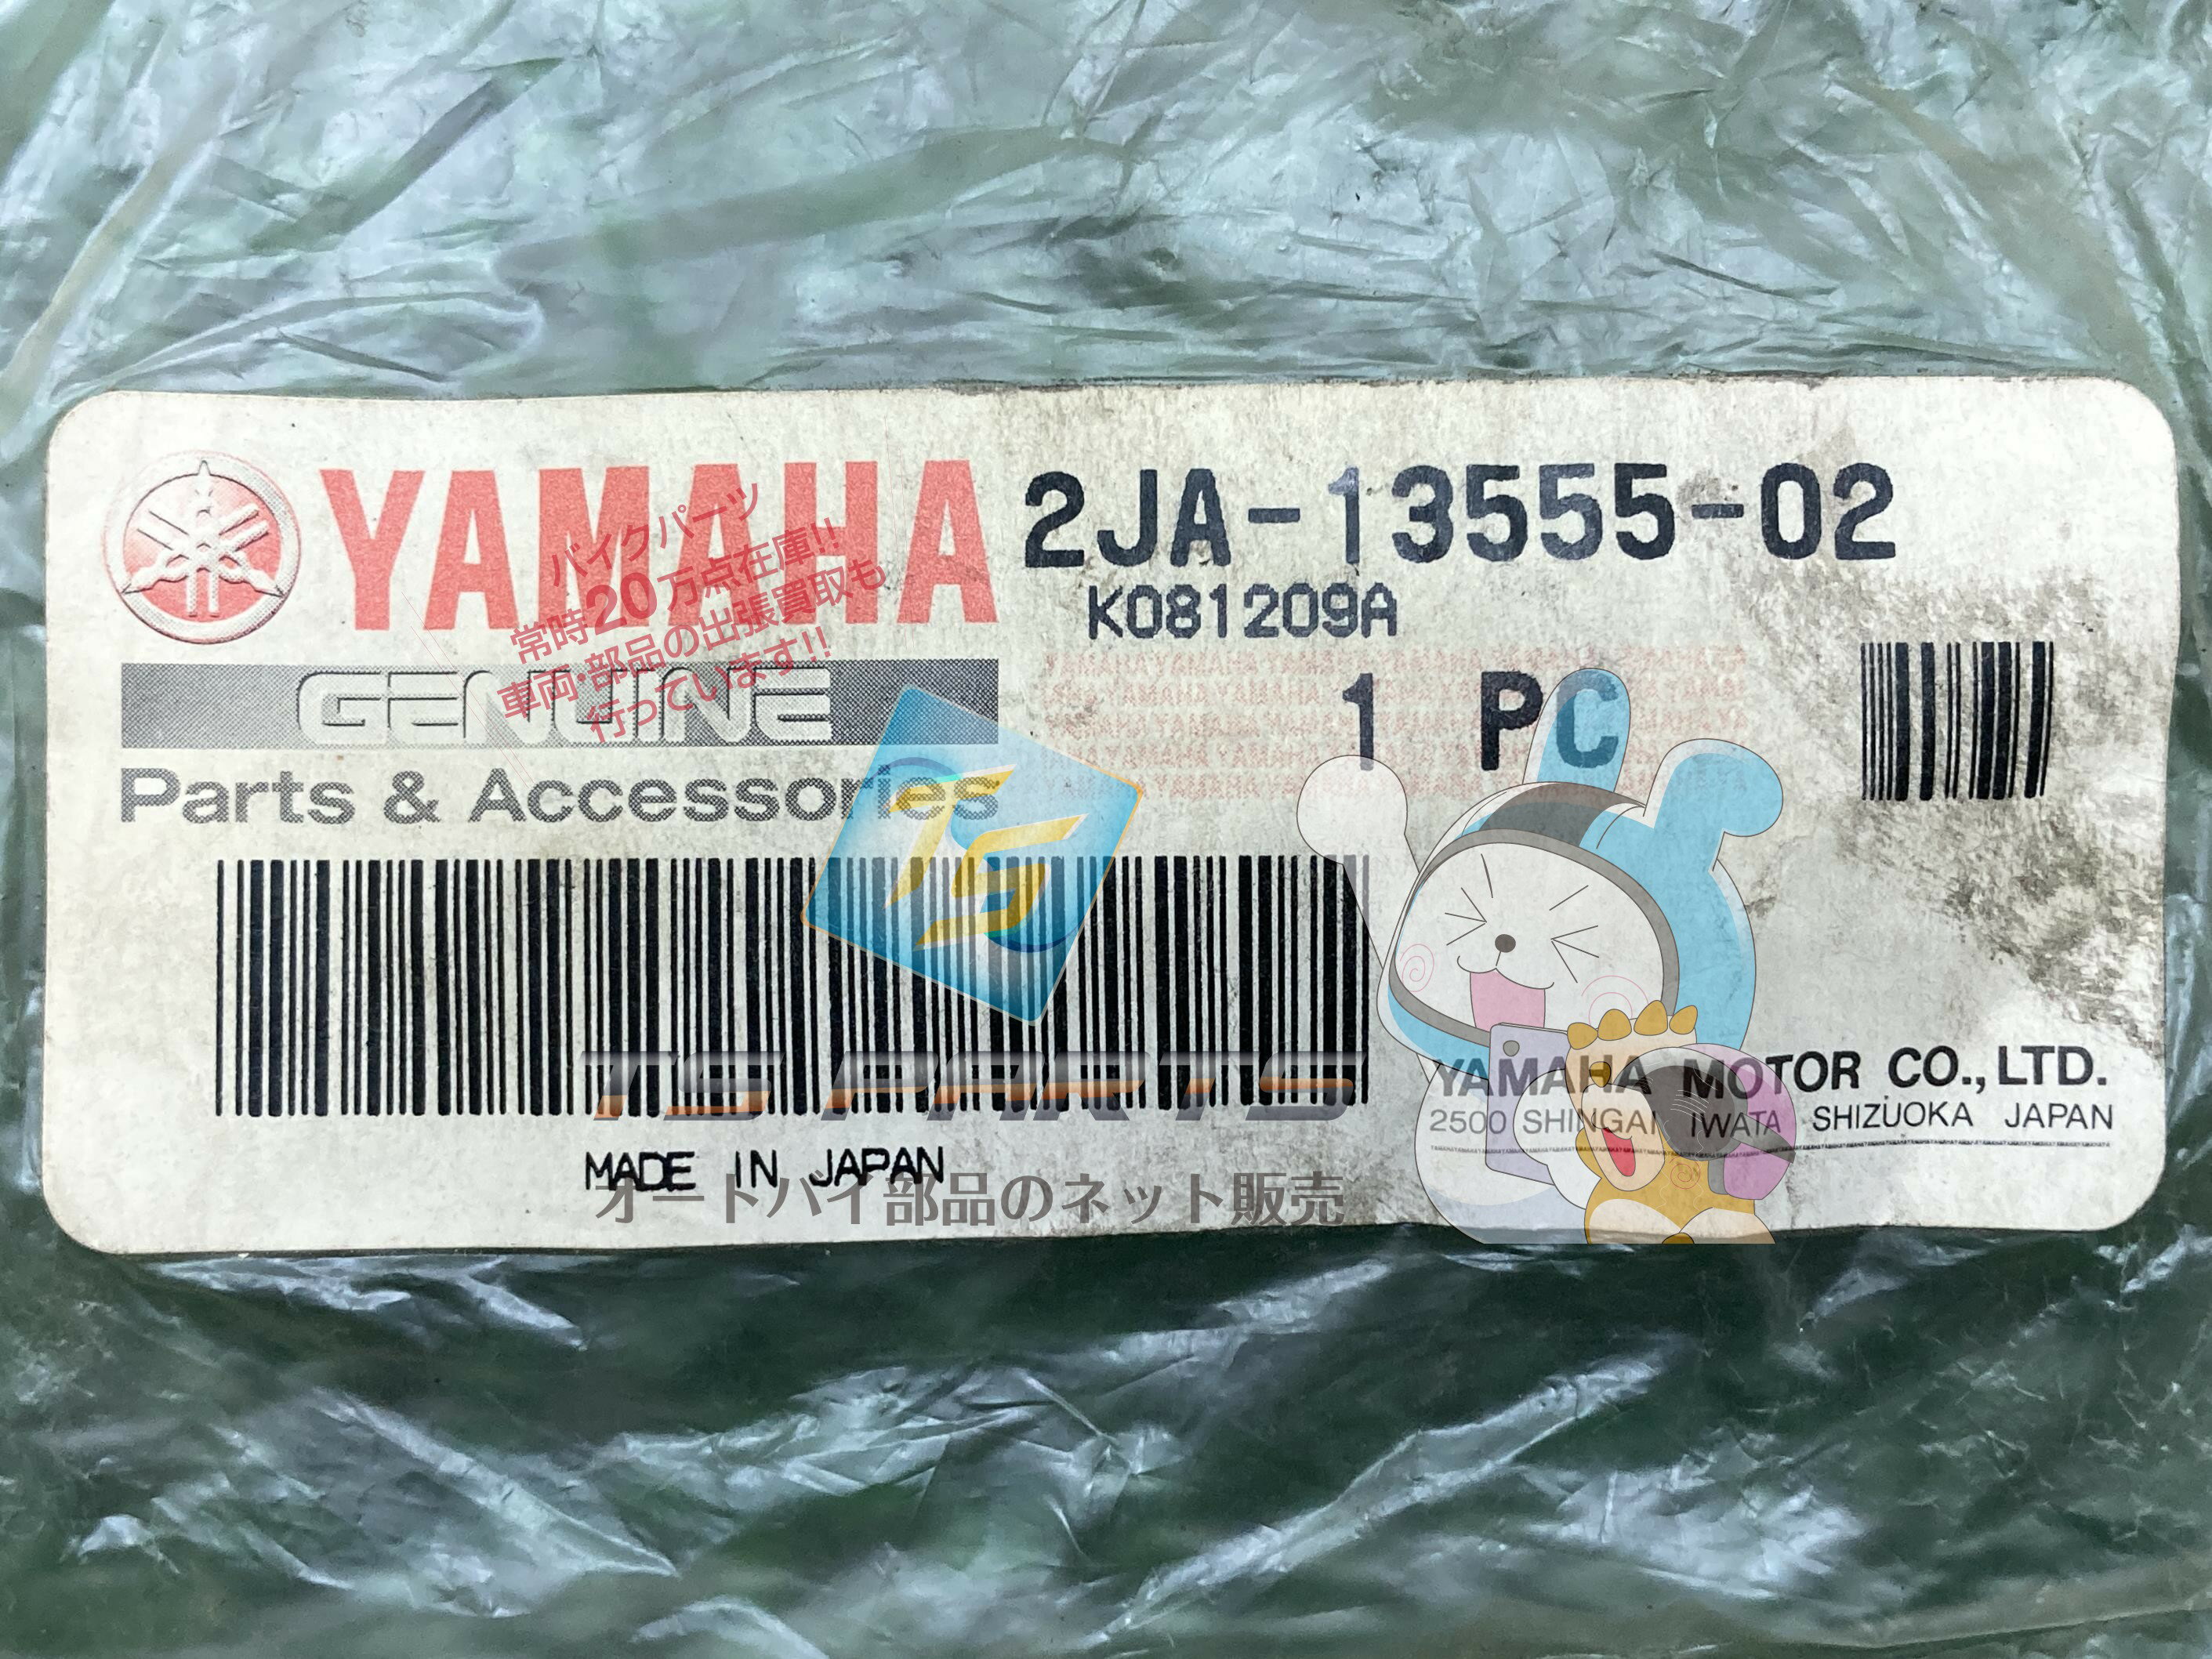 YAMAHA
GENUINE
Parts & Accessories
2JA-13555-02
K081209A
1 PC
バイクパーツ
常時20万点在庫!!
車両・部品の出張買取も
行っています!!
TS
TS PARTS
MADE IN JAPAN
オートバイ部品のネット販売
YAMAHA MOTOR CO., LTD.
2500 SHINGAI IWATA SHIZUOKA JAPAN